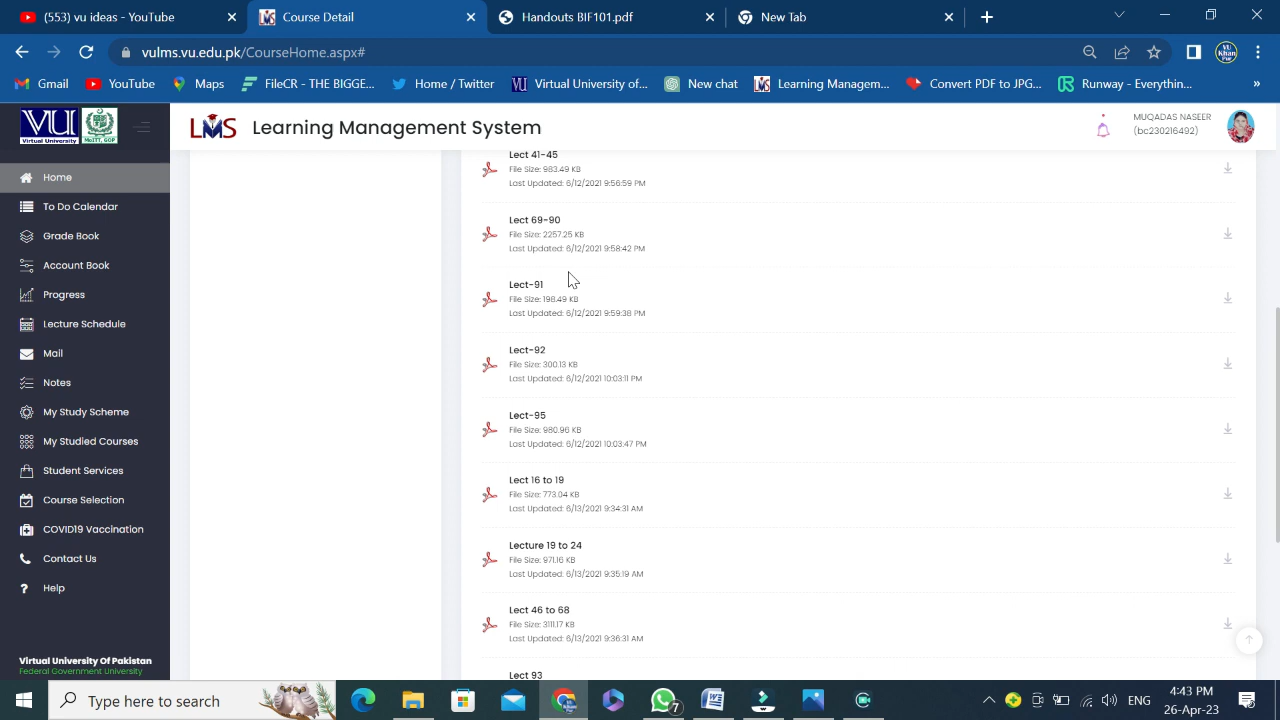 (553) vu ideas - YouTube
Course Detail
Handouts BIF101.pdf
New Tab
vulms.vu.edu.pk/CourseHome.aspx#
VU Khan Pie
Gmail
YouTube
Maps
FileCR - THE BIGGE...
Home / Twitter
Virtual University of...
New chat
Learning Managem...
Convert PDF to JPG...
Runway - Everythin...
VU
Virtual University
MoITT, GOP
LMS
Learning Management System
MUQADAS NASEER
(bc230216492)
Home
To Do Calendar
Grade Book
Account Book
Progress
Lecture Schedule
Mail
Notes
My Study Scheme
My Studied Courses
Student Services
Course Selection
COVID19 Vaccination
Contact Us
Help
Virtual University Of Pakistan
Federal Government University
Lect 41-45
File Size: 983.49 KB
Last Updated: 6/12/2021 9:56:59 PM
Lect 69-90
File Size: 2257.25 KB
Last Updated: 6/12/2021 9:58:42 PM
Lect-91
File Size: 198.49 KB
Last Updated: 6/12/2021 9:59:38 PM
Lect-92
File Size: 300.13 KB
Last Updated: 6/12/2021 10:03:11 PM
Lect-95
File Size: 980.96 KB
Last Updated: 6/12/2021 10:03:47 PM
Lect 16 to 19
File Size: 773.04 KB
Last Updated: 6/13/2021 9:34:31 AM
Lecture 19 to 24
File Size: 971.16 KB
Last Updated: 6/13/2021 9:35:19 AM
Lect 46 to 68
File Size: 3111.17 KB
Last Updated: 6/13/2021 9:36:31 AM
Lect 93
Type here to search
7
ENG
4:43 PM
26-Apr-23